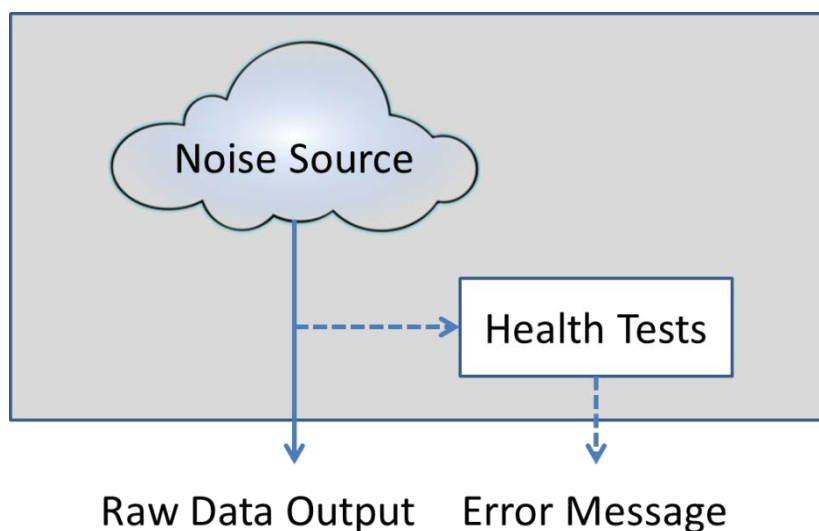 Noise Source
Health Tests
Raw Data Output
Error Message